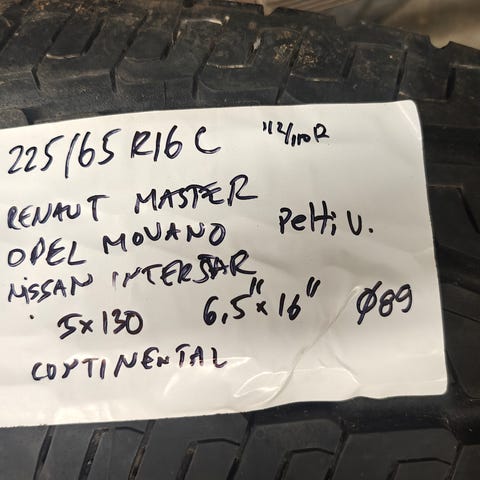 225/65 R16 C 112/110R
RENAUT MASTER
OPEL MOVANO Pelti V.
NISSAN INTERSTAR
5x130 6,5"x16" Ø89
CONTINENTAL